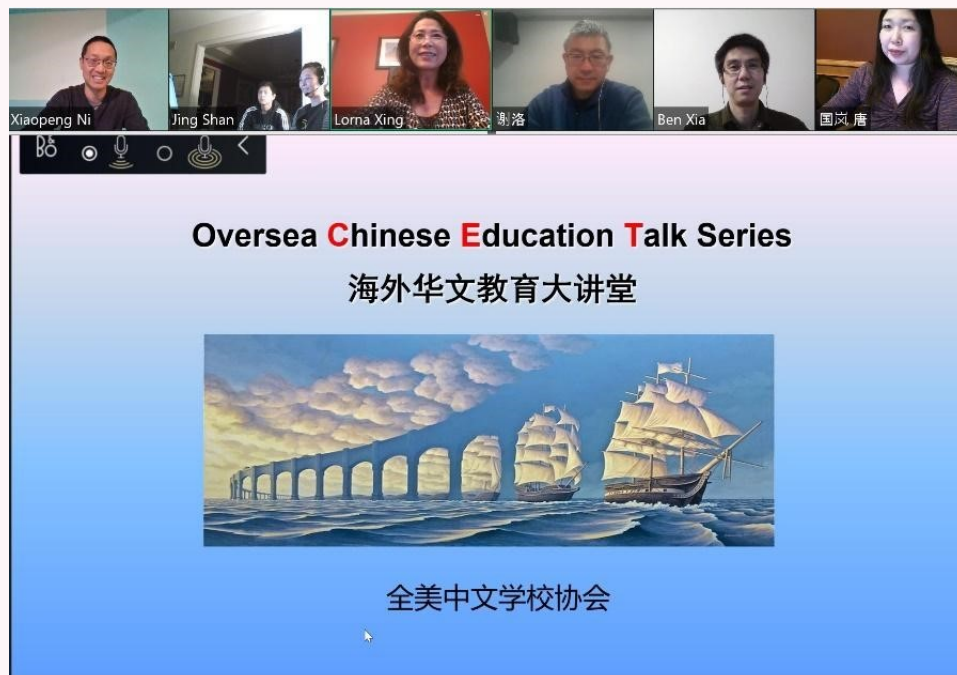 Xiaopeng Ni
Jing Shan
Lorna Xing
谢洛
Ben Xia
国岚 唐
Oversea Chinese Education Talk Series
海外华文教育大讲堂
全美中文学校协会